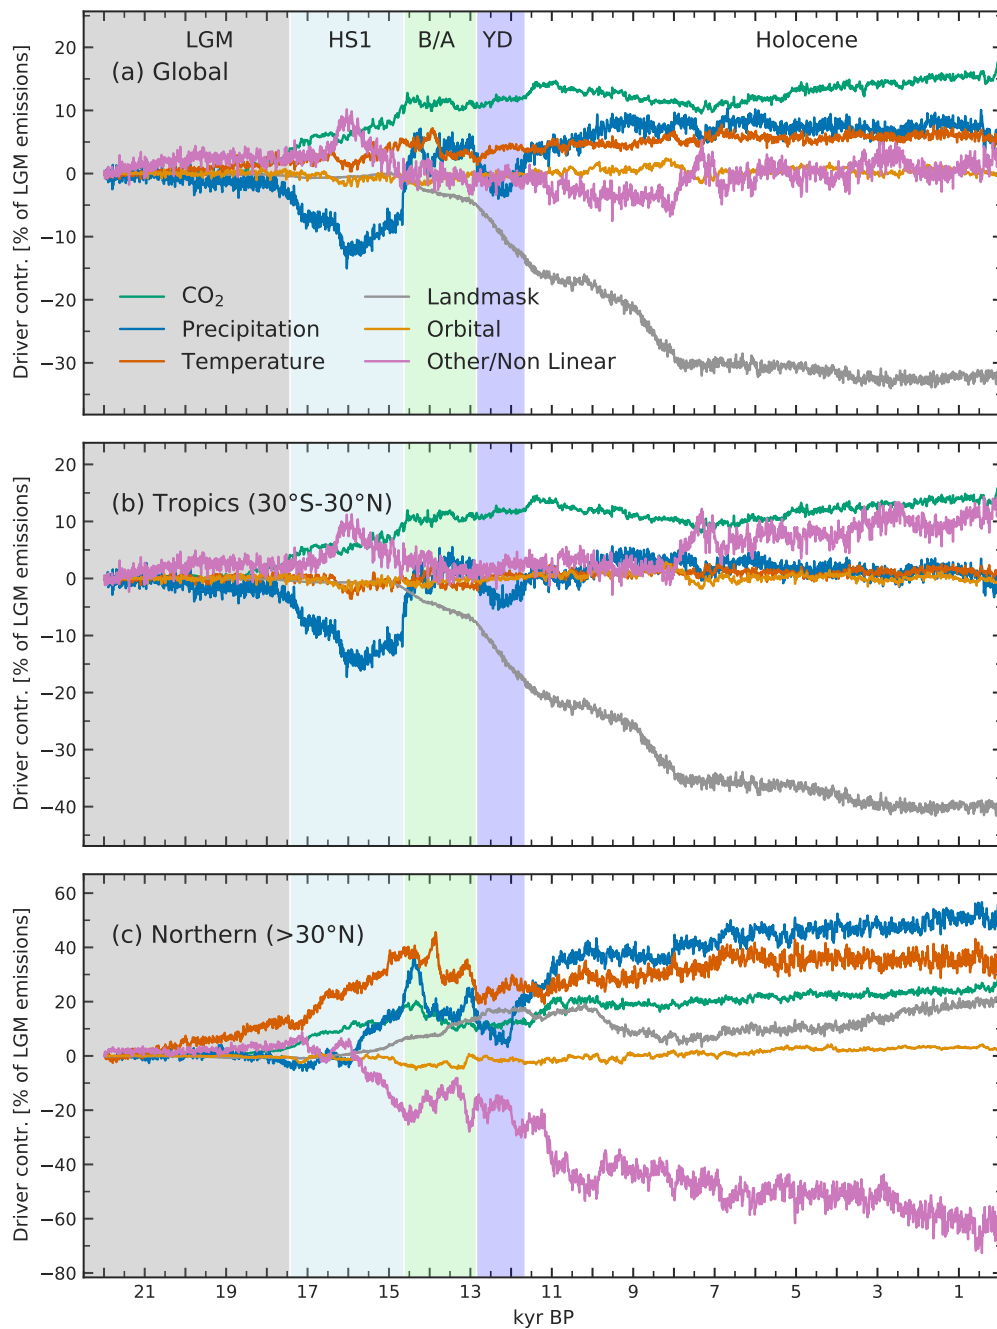 LGM HS1 B/A YD Holocene
(a) Global
Driver contr. [% of LGM emissions]
20
10
0
−10
−20
−30
CO₂ Landmask
Precipitation Orbital
Temperature Other/Non Linear
(b) Tropics (30°S-30°N)
Driver contr. [% of LGM emissions]
20
10
0
−10
−20
−30
−40
(c) Northern (>30°N)
Driver contr. [% of LGM emissions]
60
40
20
0
−20
−40
−60
−80
21 19 17 15 13 11 9 7 5 3 1
kyr BP